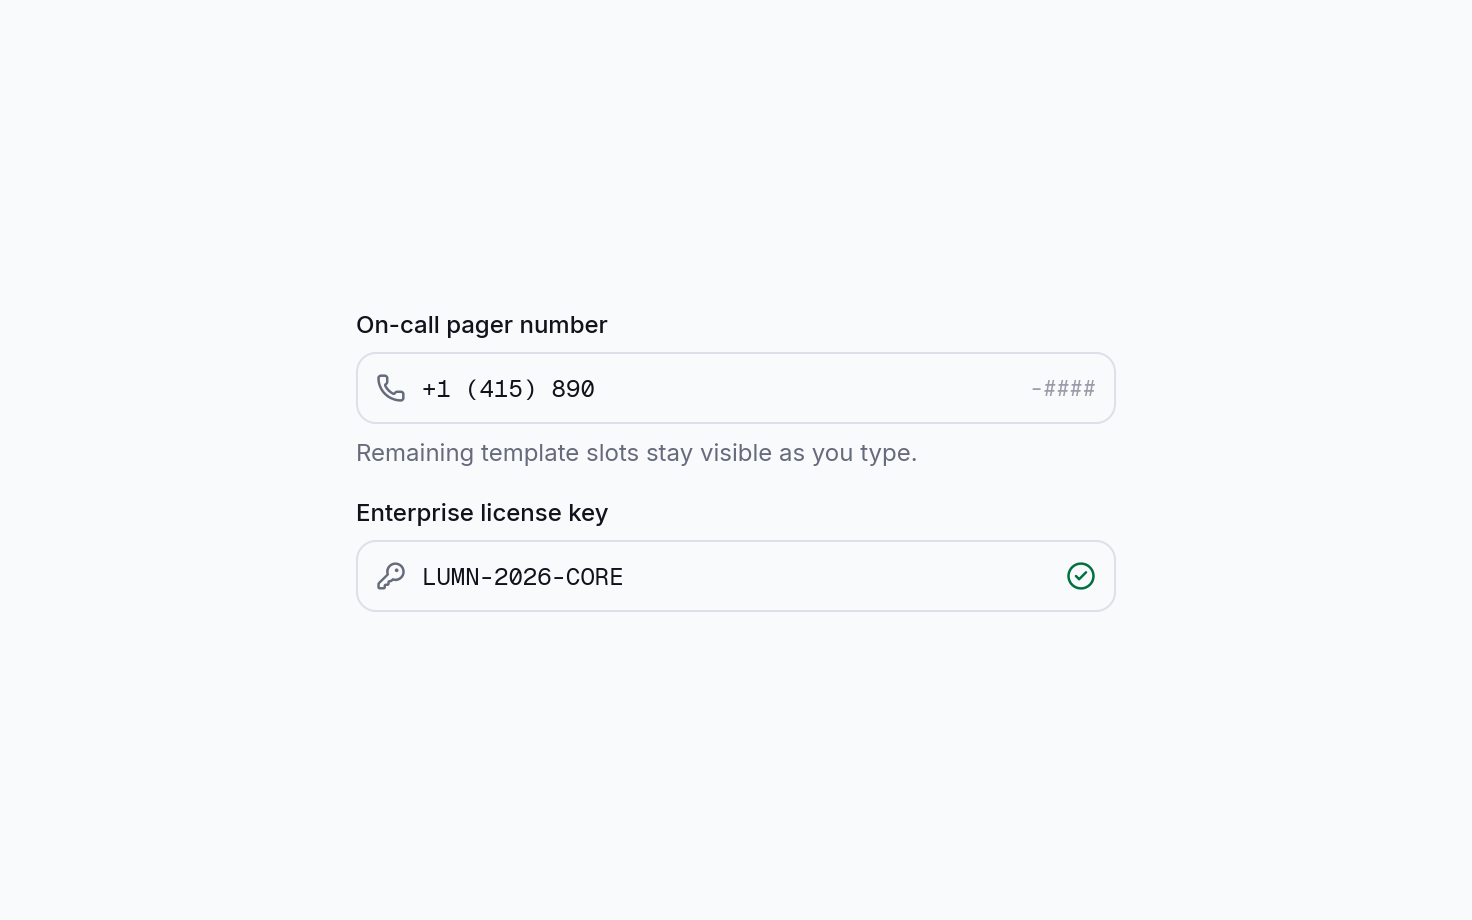 On-call pager number
+1 (415) 890 -####
Remaining template slots stay visible as you type.
Enterprise license key
LUMN-2026-CORE